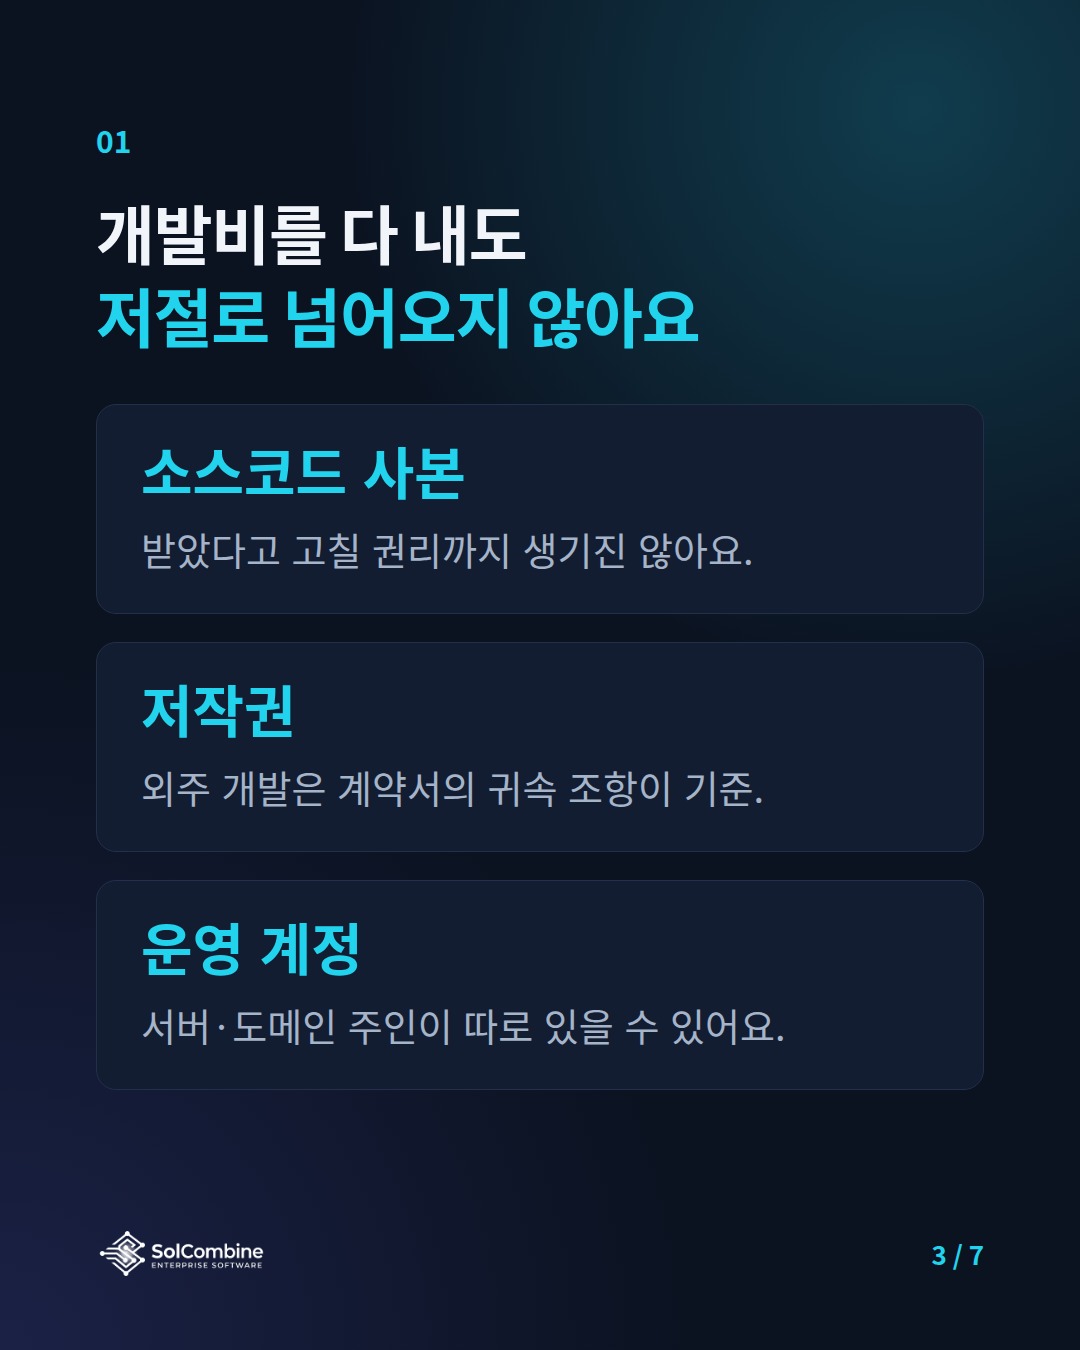 01
개발비를 다 내도
저절로 넘어오지 않아요
소스코드 사본
받았다고 고칠 권리까지 생기진 않아요.
저작권
외주 개발은 계약서의 귀속 조항이 기준.
운영 계정
서버·도메인 주인이 따로 있을 수 있어요.
SolCombine
ENTERPRISE SOFTWARE
3 / 7